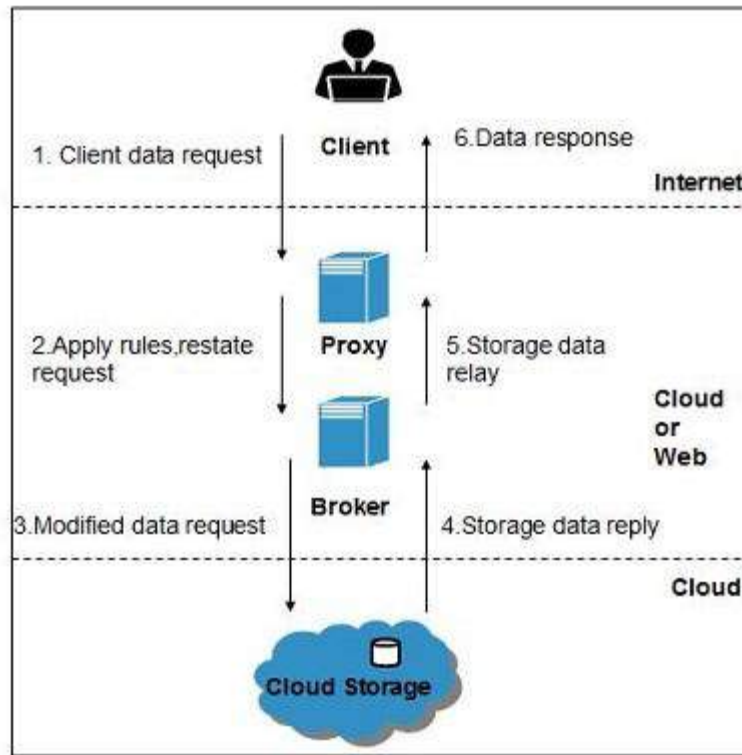 1. Client data request
Client
6.Data response
Internet
2.Apply rules,restate
request
Proxy
5.Storage data
relay
Cloud
or
Web
Broker
3.Modified data request
4.Storage data reply
Cloud
Cloud Storage